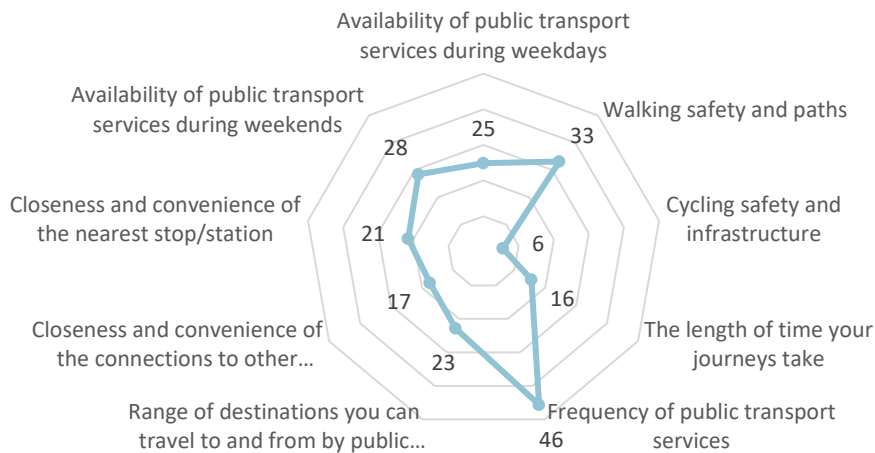 Availability of public transport
services during weekdays
Walking safety and paths
Cycling safety and
infrastructure
The length of time your
journeys take
Frequency of public transport
services
Range of destinations you can
travel to and from by public...
Closeness and convenience of
the connections to other...
Closeness and convenience of
the nearest stop/station
Availability of public transport
services during weekends
25
33
6
16
46
23
17
21
28